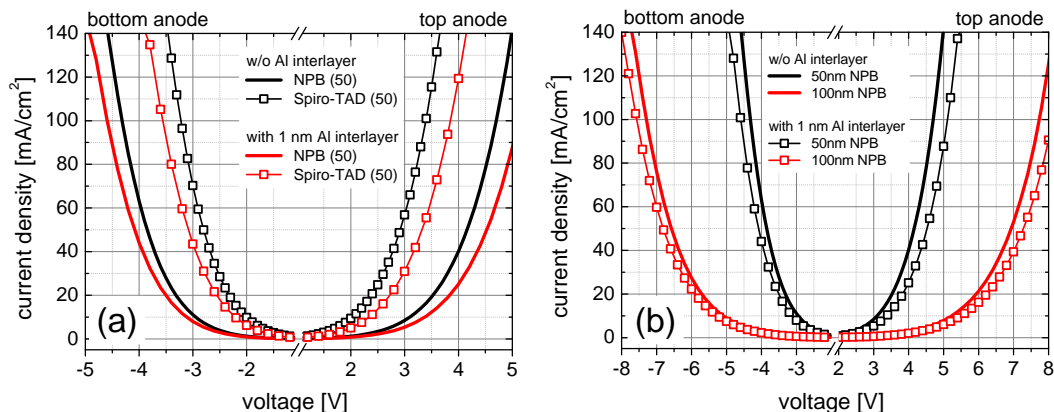 bottom anode
top anode
140
120
100
80
60
40
20
0
current density [mA/cm²]
w/o Al interlayer
NPB (50)
Spiro-TAD (50)
with 1 nm Al interlayer
NPB (50)
Spiro-TAD (50)
(a)
-5 -4 -3 -2 2 3 4 5
voltage [V]
bottom anode
top anode
140
120
100
80
60
40
20
0
current density [mA/cm²]
w/o Al interlayer
50nm NPB
100nm NPB
with 1 nm Al interlayer
50nm NPB
100nm NPB
(b)
-8 -7 -6 -5 -4 -3 2 3 4 5 6 7 8
voltage [V]